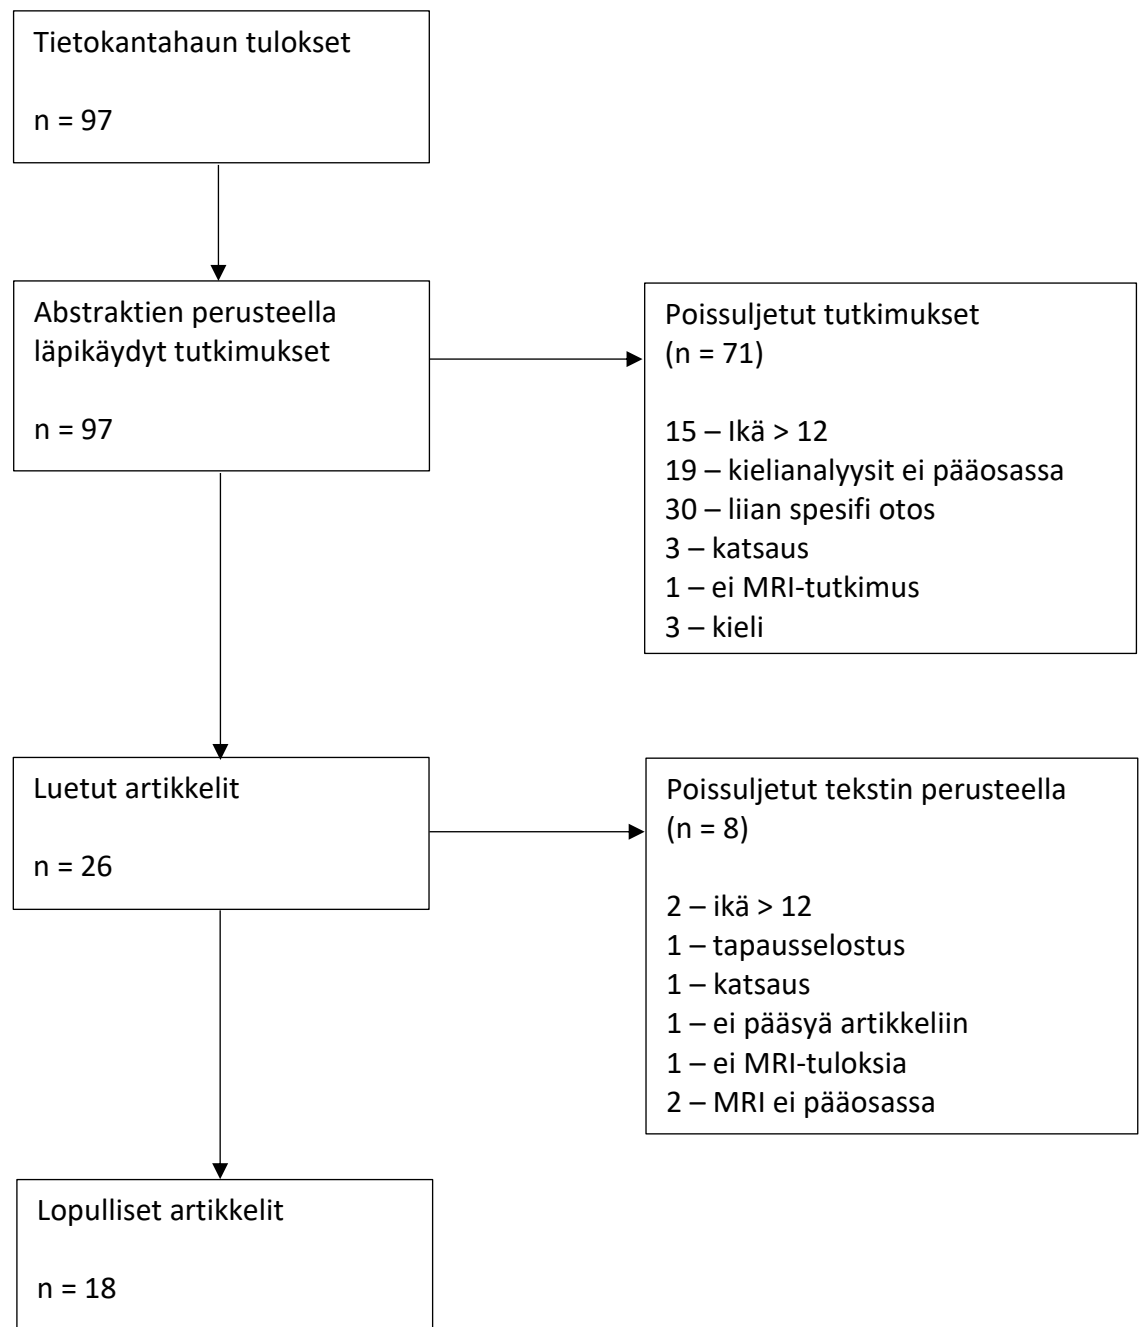 Tietokantahaun tulokset
n = 97
Abstraktien perusteella
läpikäydyt tutkimukset
n = 97
Poissuljetut tutkimukset
(n = 71)
15 – Ikä > 12
19 – kielianalyysit ei pääosassa
30 – liian spesifi otos
3 – katsaus
1 – ei MRI-tutkimus
3 – kieli
Luetut artikkelit
n = 26
Poissuljetut tekstin perusteella
(n = 8)
2 – ikä > 12
1 – tapausselostus
1 – katsaus
1 – ei pääsyä artikkeliin
1 – ei MRI-tuloksia
2 – MRI ei pääosassa
Lopulliset artikkelit
n = 18